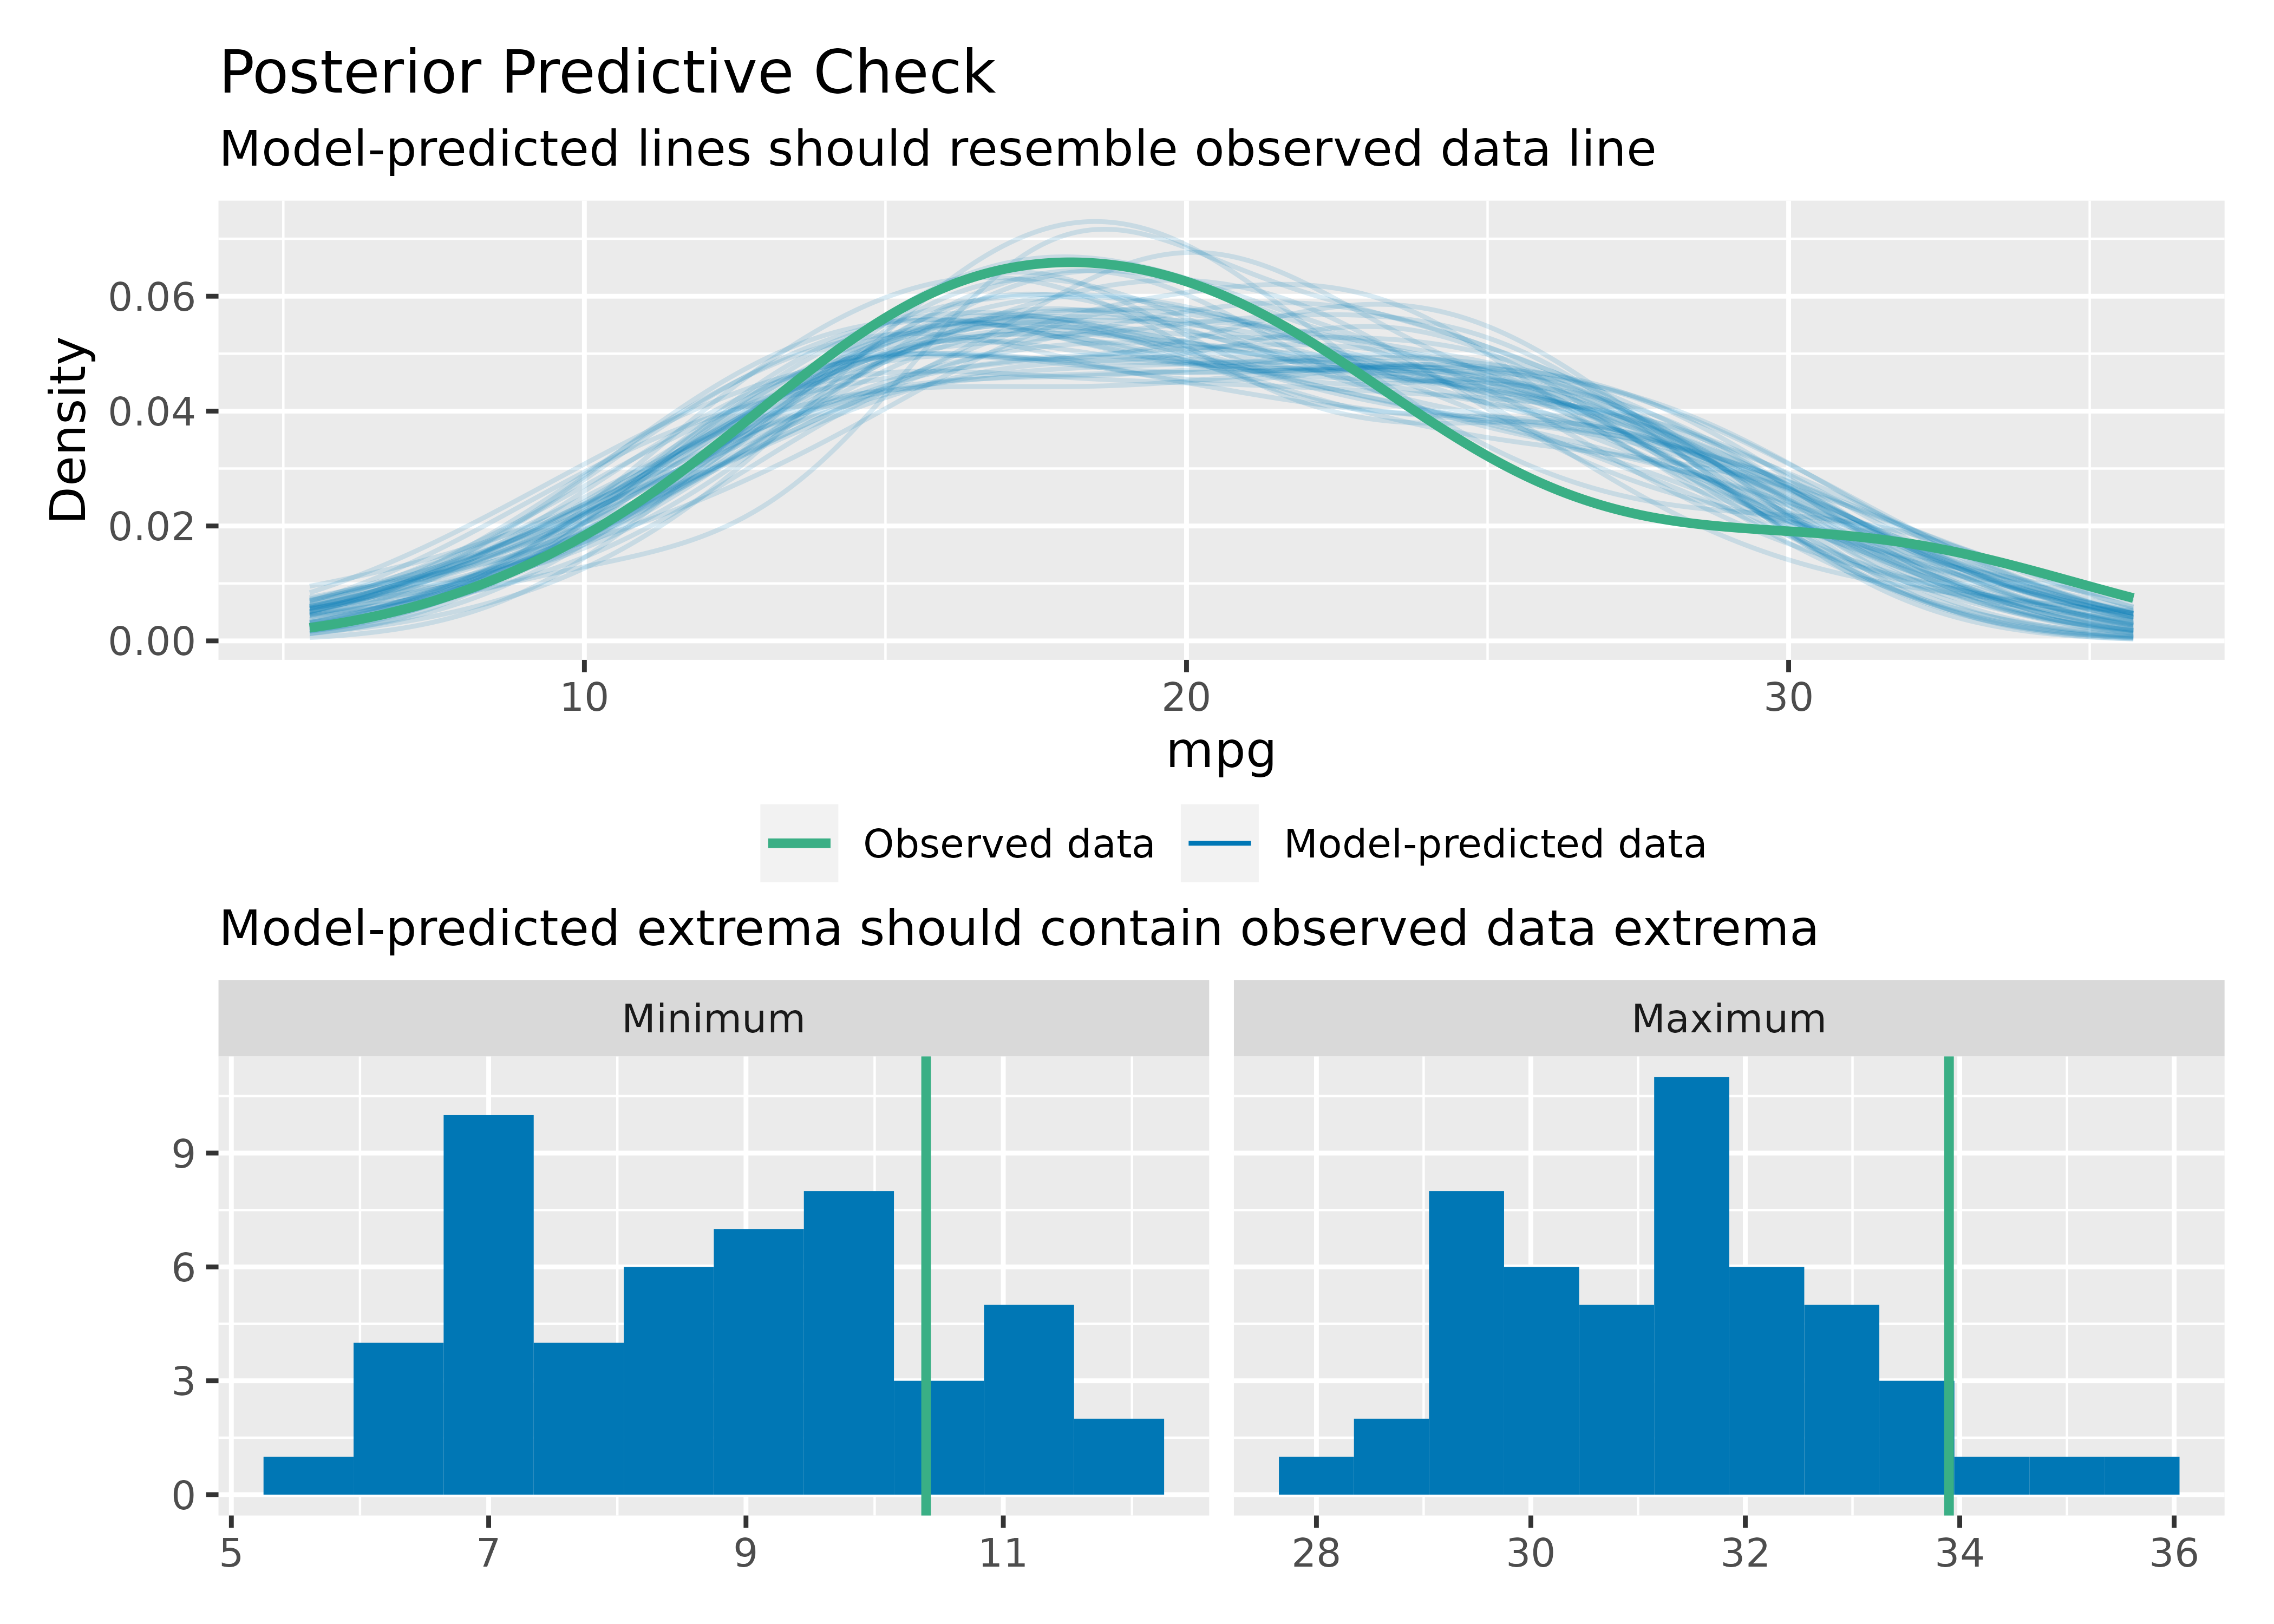 Posterior Predictive Check
Model-predicted lines should resemble observed data line
Density
0.06
0.04
0.02
0.00
10 20 30
mpg
Observed data Model-predicted data
Model-predicted extrema should contain observed data extrema
Minimum Maximum
9
6
3
0
5 7 9 11 28 30 32 34 36